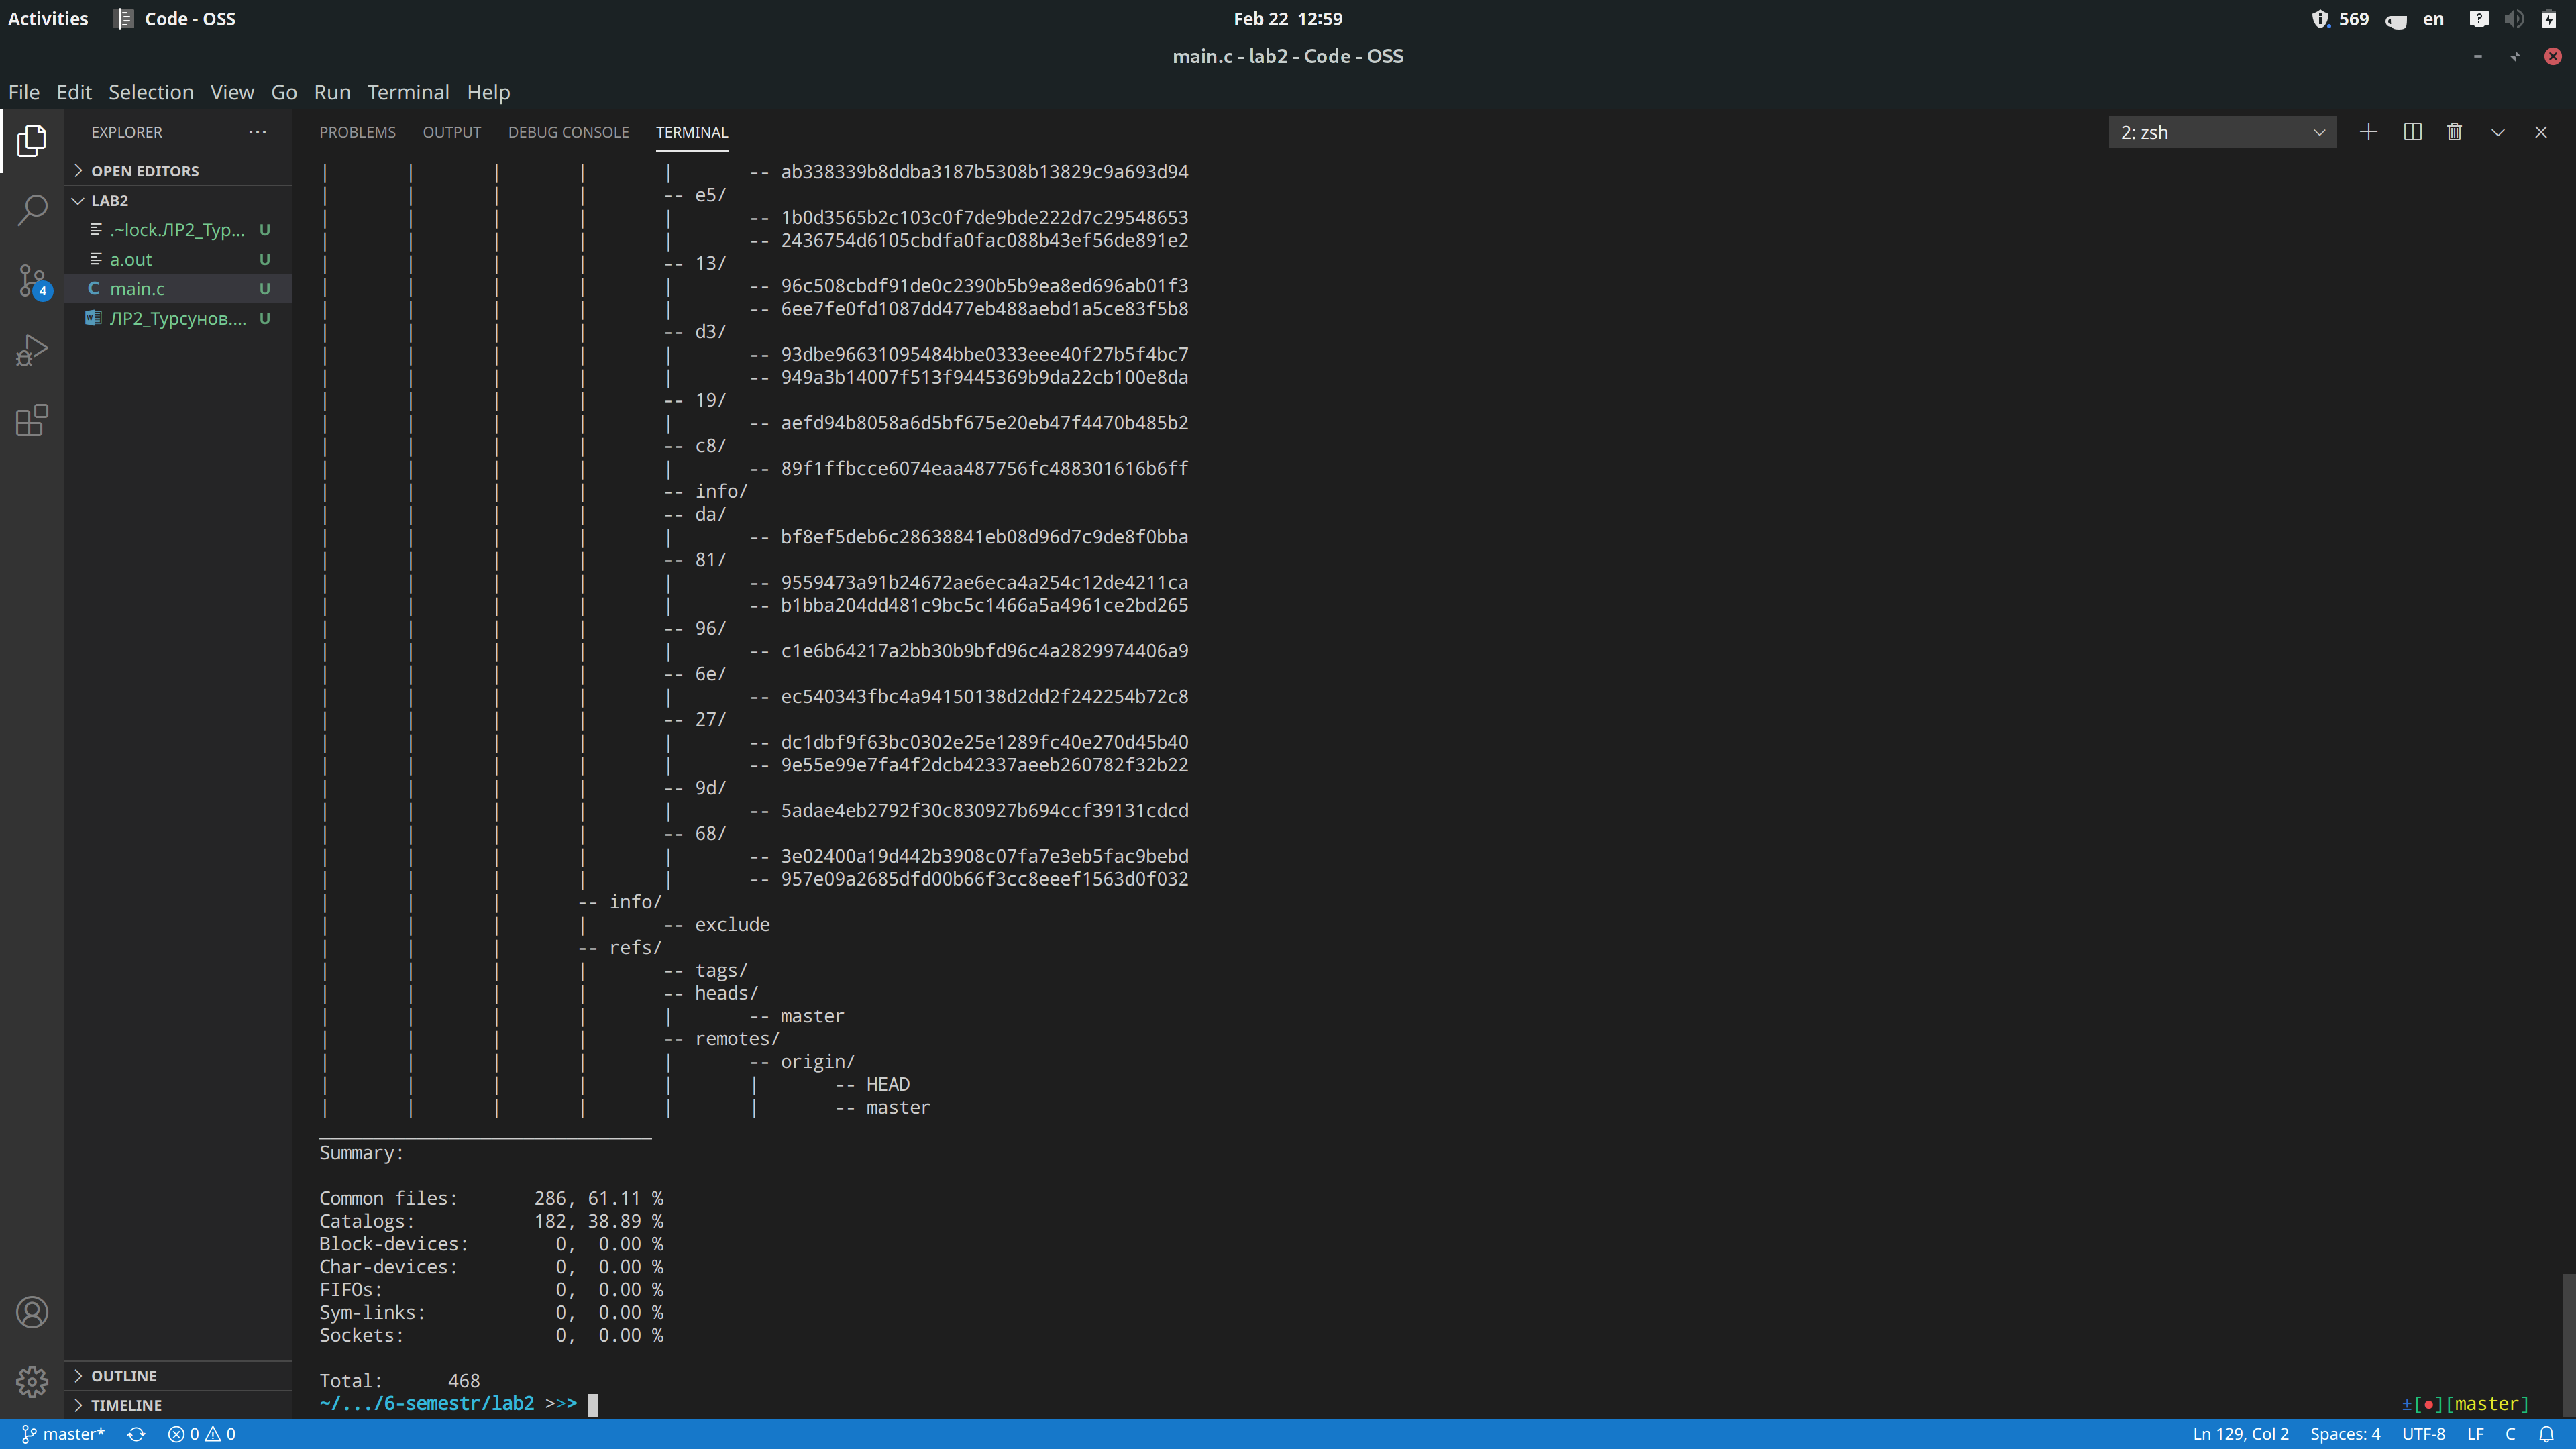 Activities Code - OSS Feb 22 12:59 569 en
main.c - lab2 - Code - OSS
File Edit Selection View Go Run Terminal Help
EXPLORER ···
OPEN EDITORS
LAB2
.~lock.ЛР2_Тур... U
a.out U
C main.c U
ЛР2_Турсунов.... U
OUTLINE
TIMELINE
4
PROBLEMS OUTPUT DEBUG CONSOLE TERMINAL 2: zsh
| | | | | -- ab338339b8ddba3187b5308b13829c9a693d94
| | | | -- e5/
| | | | | -- 1b0d3565b2c103c0f7de9bde222d7c29548653
| | | | | -- 2436754d6105cbdfa0fac088b43ef56de891e2
| | | | -- 13/
| | | | | -- 96c508cbdf91de0c2390b5b9ea8ed696ab01f3
| | | | | -- 6ee7fe0fd1087dd477eb488aebd1a5ce83f5b8
| | | | -- d3/
| | | | | -- 93dbe96631095484bbe0333eee40f27b5f4bc7
| | | | | -- 949a3b14007f513f9445369b9da22cb100e8da
| | | | -- 19/
| | | | | -- aefd94b8058a6d5bf675e20eb47f4470b485b2
| | | | -- c8/
| | | | | -- 89f1ffbcce6074eaa487756fc488301616b6ff
| | | | -- info/
| | | | -- da/
| | | | | -- bf8ef5deb6c28638841eb08d96d7c9de8f0bba
| | | | -- 81/
| | | | | -- 9559473a91b24672ae6eca4a254c12de4211ca
| | | | | -- b1bba204dd481c9bc5c1466a5a4961ce2bd265
| | | | -- 96/
| | | | | -- c1e6b64217a2bb30b9bfd96c4a2829974406a9
| | | | -- 6e/
| | | | | -- ec540343fbc4a94150138d2dd2f242254b72c8
| | | | -- 27/
| | | | | -- dc1dbf9f63bc0302e25e1289fc40e270d45b40
| | | | | -- 9e55e99e7fa4f2dcb42337aeeb260782f32b22
| | | | -- 9d/
| | | | | -- 5adae4eb2792f30c830927b694ccf39131cdcd
| | | | -- 68/
| | | | | -- 3e02400a19d442b3908c07fa7e3eb5fac9bebd
| | | | | -- 957e09a2685dfd00b66f3cc8eeef1563d0f032
| | | -- info/
| | | | -- exclude
| | | -- refs/
| | | | -- tags/
| | | | -- heads/
| | | | | -- master
| | | | -- remotes/
| | | | | -- origin/
| | | | | | -- HEAD
| | | | | | -- master
_______________________________
Summary:
Common files: 286, 61.11 %
Catalogs: 182, 38.89 %
Block-devices: 0, 0.00 %
Char-devices: 0, 0.00 %
FIFOs: 0, 0.00 %
Sym-links: 0, 0.00 %
Sockets: 0, 0.00 %
Total: 468
~/.../6-semestr/lab2 >>> ±[●][master]
master* 0 0 Ln 129, Col 2 Spaces: 4 UTF-8 LF C